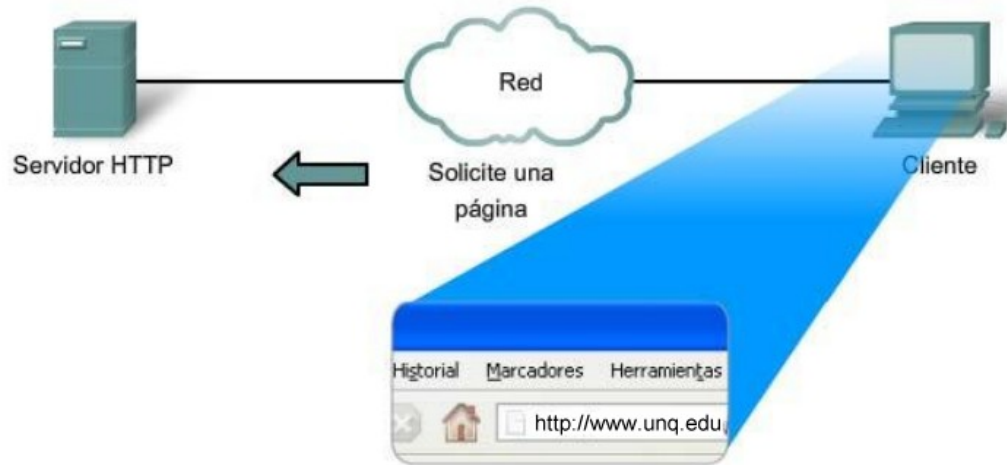 Red
Servidor HTTP
Solicite una
página
Cliente
Historial Marcadores Herramientas
http://www.unq.edu